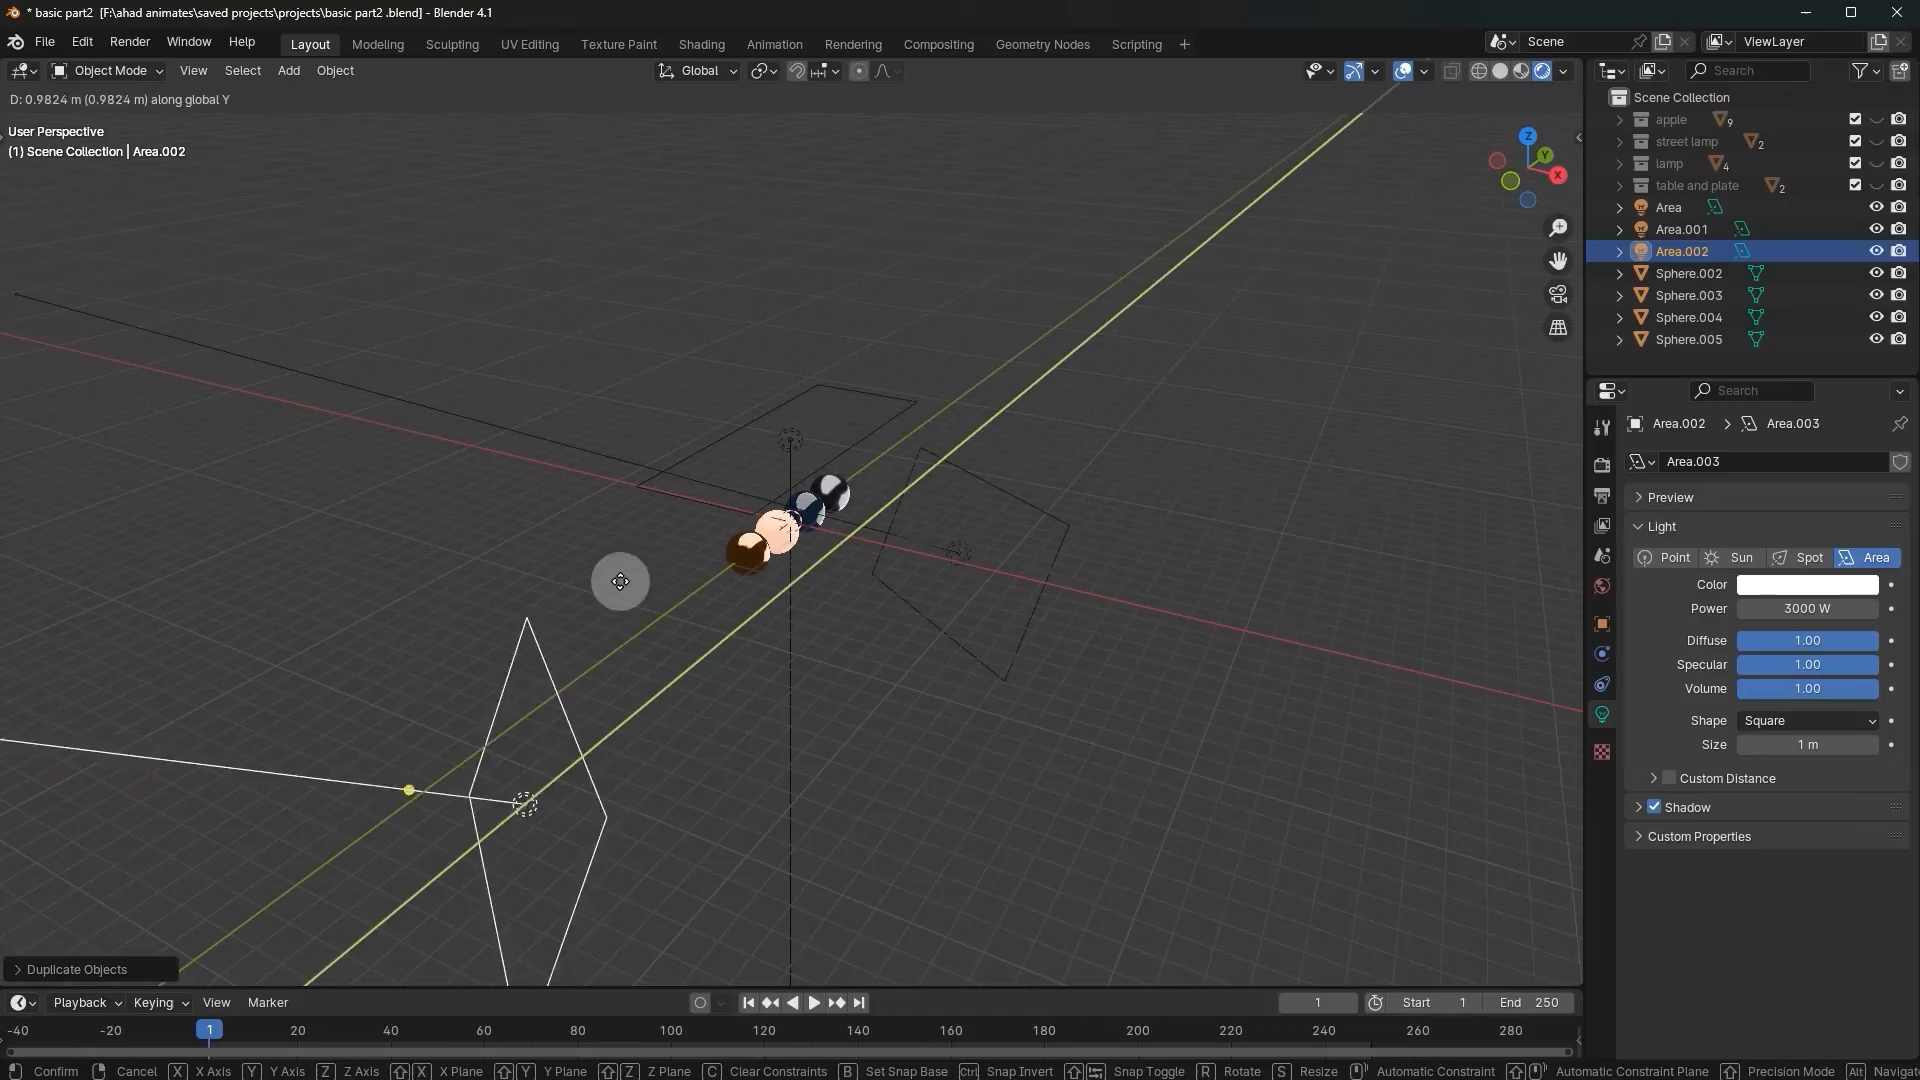 * basic part2 [F:\ahad animates\saved projects\projects\basic part2 .blend] - Blender 4.1
File Edit Render Window Help Layout Modeling Sculpting UV Editing Texture Paint Shading Animation Rendering Compositing Geometry Nodes Scripting + Scene ViewLayer
Object Mode View Select Add Object Global Search
D: 0.9824 m (0.9824 m) along global Y
User Perspective
(1) Scene Collection | Area.002
Z
Y
X
Scene Collection
apple 9
street lamp 2
lamp 4
table and plate 2
Area
Area.001
Area.002
Sphere.002
Sphere.003
Sphere.004
Sphere.005
Search
Area.002 > Area.003
Area.003
Preview
Light
Point Sun Spot Area
Color
Power 3000 W
Diffuse 1.00
Specular 1.00
Volume 1.00
Shape Square
Size 1 m
Custom Distance
Shadow
Custom Properties
Duplicate Objects
Playback Keying View Marker 1 Start 1 End 250
-40 -20 1 20 40 60 80 100 120 140 160 180 200 220 240 260 280
Confirm Cancel X X Axis Y Y Axis Z Z Axis X X Plane Y Y Plane Z Z Plane C Clear Constraints B Set Snap Base Ctrl Snap Invert Snap Toggle R Rotate S Resize Automatic Constraint Automatic Constraint Plane Precision Mode Alt Navigat